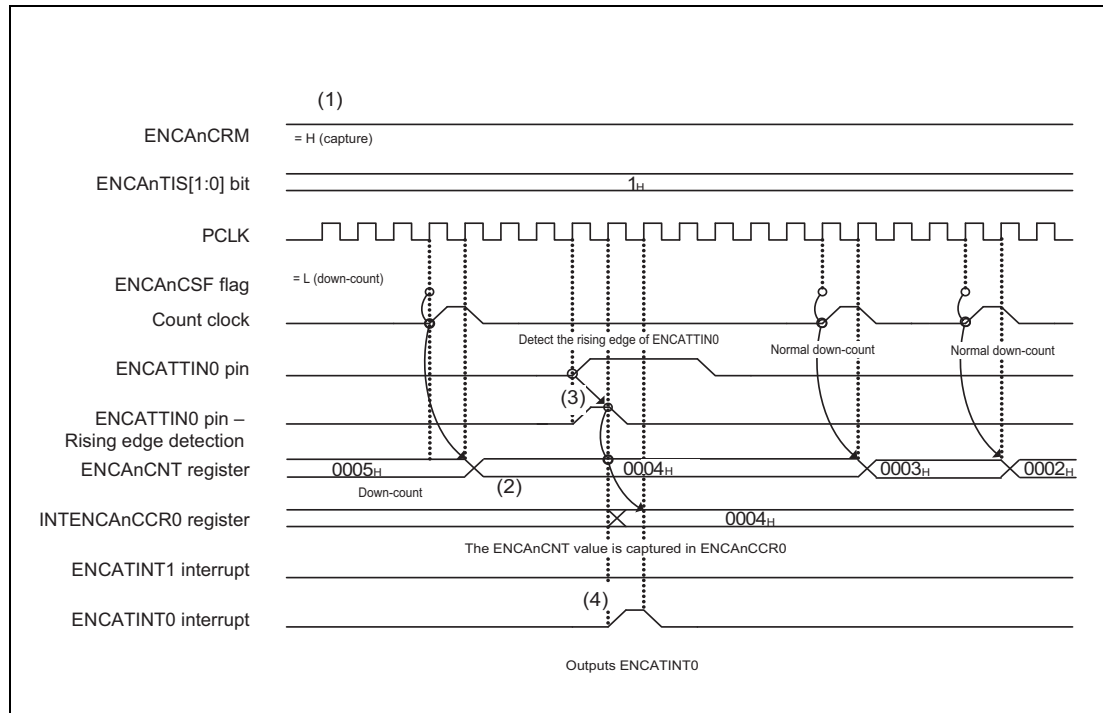 (1)
ENCAnCRM = H (capture)
ENCAnTIS[1:0] bit 1H
PCLK
ENCAnCSF flag = L (down-count)
Count clock
Detect the rising edge of ENCATTIN0 Normal down-count Normal down-count
ENCATTIN0 pin
(3)
ENCATTIN0 pin –
Rising edge detection
ENCAnCNT register 0005H 0004H 0003H 0002H
Down-count (2)
INTENCAnCCR0 register 0004H
The ENCAnCNT value is captured in ENCAnCCR0
ENCATINT1 interrupt
(4)
ENCATINT0 interrupt
Outputs ENCATINT0